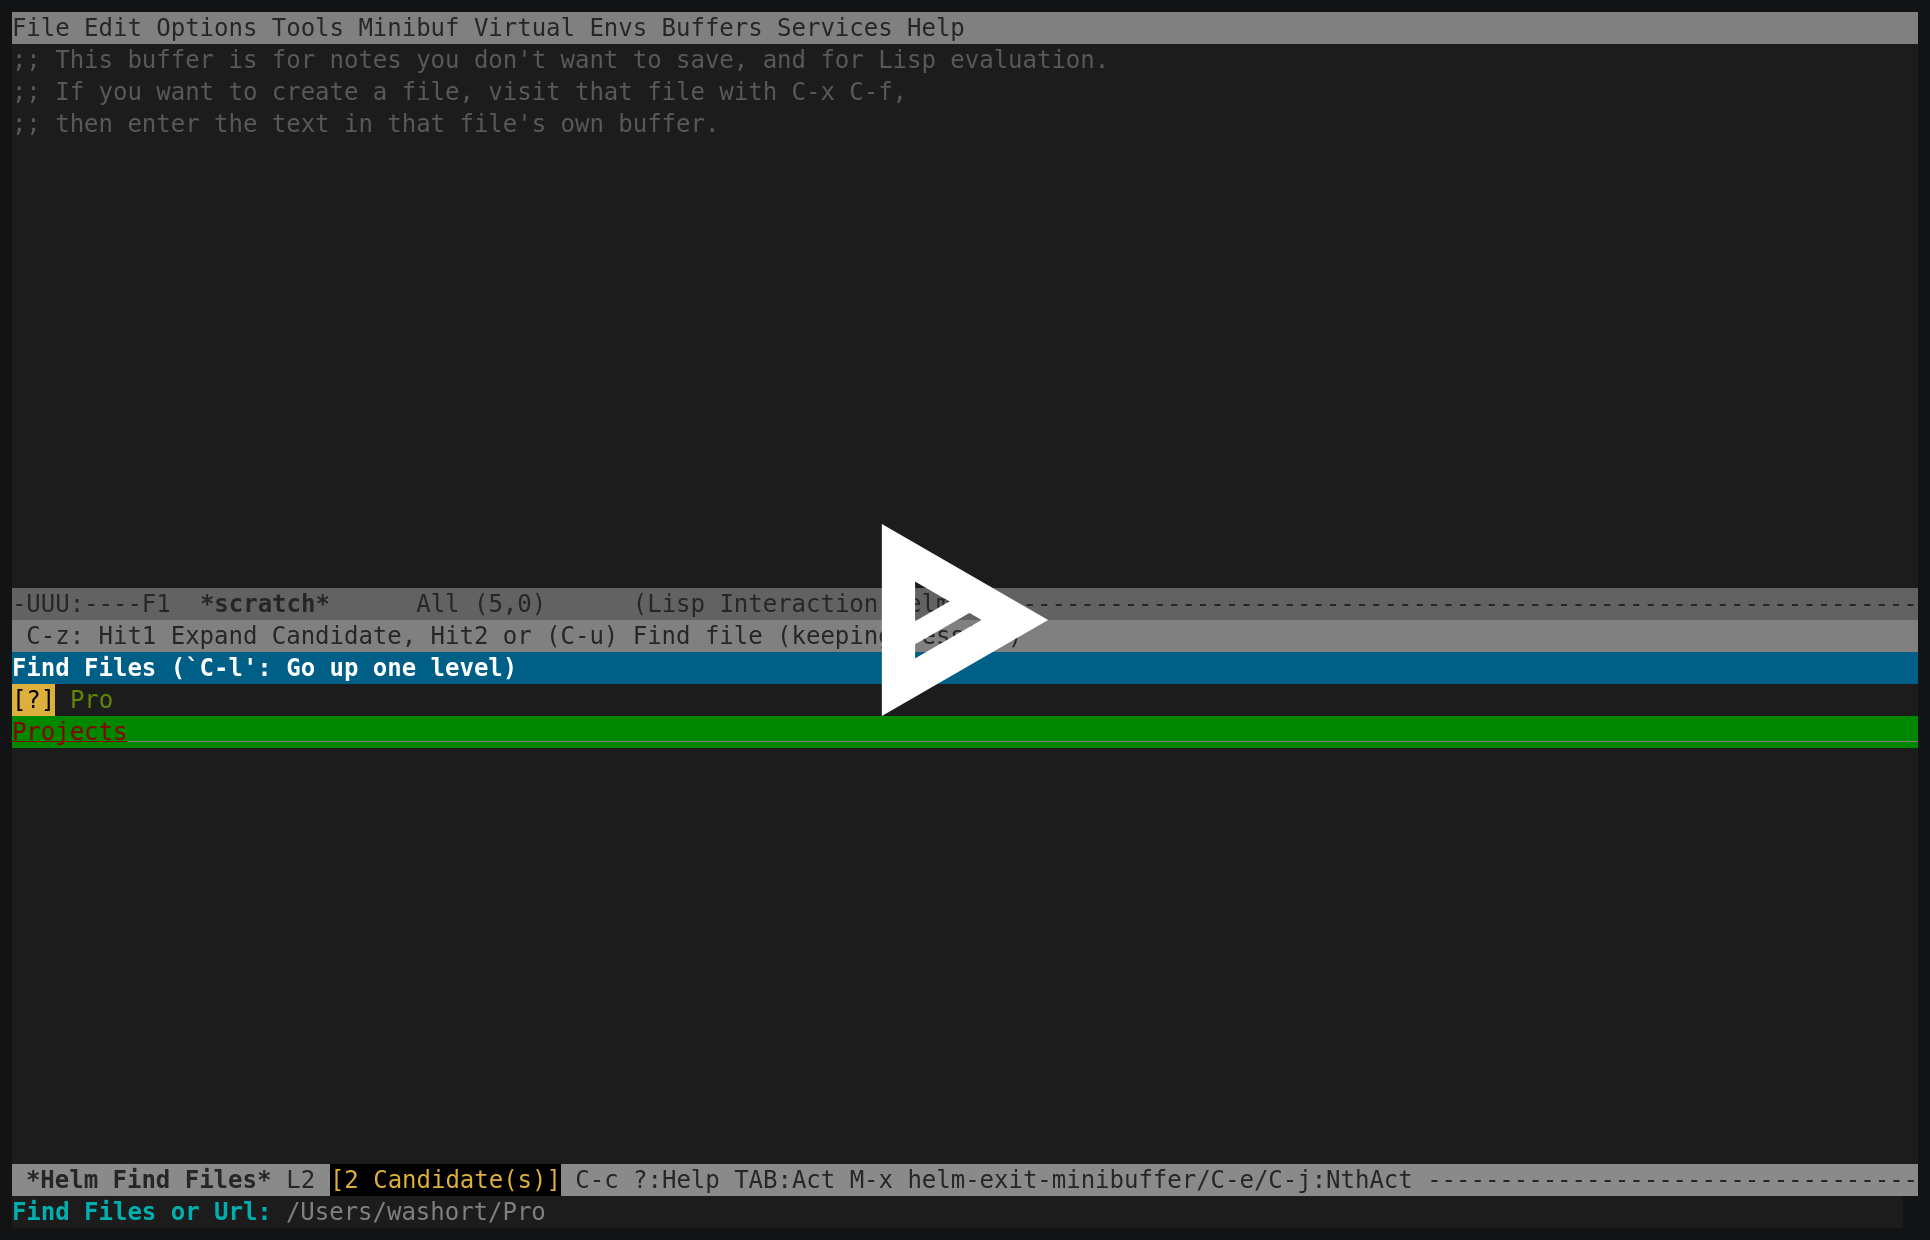 File Edit Options Tools Minibuf Virtual Envs Buffers Services Help
;; This buffer is for notes you don't want to save, and for Lisp evaluation.
;; If you want to create a file, visit that file with C-x C-f,
;; then enter the text in that file's own buffer.
-UUU:----F1  *scratch*      All (5,0)      (Lisp Interaction --------------------------------------------------------------
 C-z: Hit1 Expand Candidate, Hit2 or (C-u) Find file (keeping
Find Files (`C-l': Go up one level)
[?] Pro
Projects
 *Helm Find Files* L2 [2 Candidate(s)] C-c ?:Help TAB:Act M-x helm-exit-minibuffer/C-e/C-j:NthAct ----------------------------------
Find Files or Url: /Users/washort/Pro